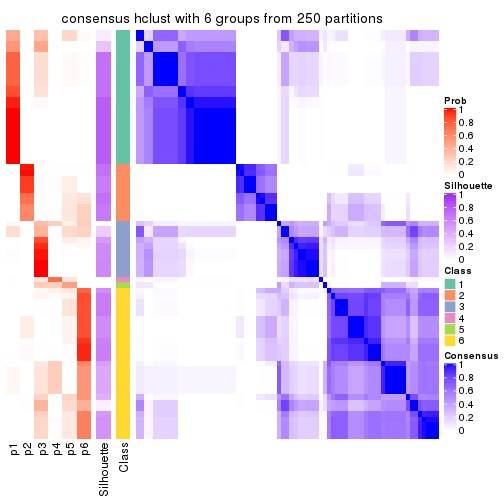 consensus hclust with 6 groups from 250 partitions
Prob
1
0.8
0.6
0.4
0.2
0
Silhouette
1
0.8
0.6
0.4
0.2
0
Class
1
2
3
4
5
6
Consensus
1
0.8
0.6
0.4
0.2
0
p1
p2
p3
p4
p5
p6
Silhouette
Class